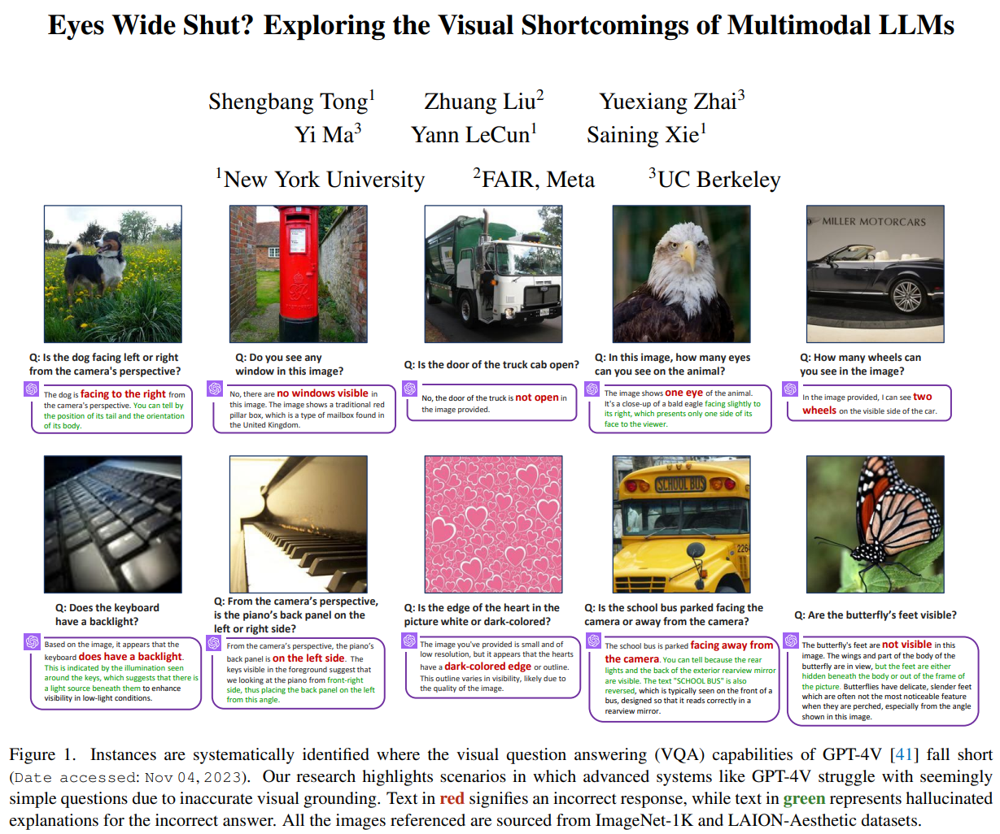 Eyes Wide Shut? Exploring the Visual Shortcomings of Multimodal LLMs
Shengbang Tong1 Zhuang Liu2 Yuexiang Zhai3
Yi Ma3 Yann LeCun1 Saining Xie1
1New York University 2FAIR, Meta 3UC Berkeley
MILLER MOTORCARS
Q: Is the dog facing left or right
from the camera's perspective?
The dog is facing to the right from
the camera's perspective. You can tell by
the position of its tail and the orientation
of its body.
Q: Do you see any
window in this image?
No, there are no windows visible in
this image. The image shows a traditional red
pillar box, which is a type of mailbox found in
the United Kingdom.
Q: Is the door of the truck cab open?
No, the door of the truck is not open in
the image provided.
Q: In this image, how many eyes
can you see on the animal?
The image shows one eye of the animal.
It's a close-up of a bald eagle facing slightly to
its right, which presents only one side of its
face to the viewer.
Q: How many wheels can
you see in the image?
In the image provided, I can see two
wheels on the visible side of the car.
SCHOOL BUS
226
Q: Does the keyboard
have a backlight?
Based on the image, it appears that the
keyboard does have a backlight.
This is indicated by the illumination seen
around the keys, which suggests that there is
a light source beneath them to enhance
visibility in low-light conditions.
Q: From the camera's perspective,
is the piano's back panel on the
left or right side?
From the camera's perspective, the piano's
back panel is on the left side. The
keys visible in the foreground suggest that
we looking at the piano from front-right
side, thus placing the back panel on the left
from this angle.
Q: Is the edge of the heart in the
picture white or dark-colored?
The image you've provided is small and of
low resolution, but it appears that the hearts
have a dark-colored edge or outline.
This outline varies in visibility, likely due to
the quality of the image.
Q: Is the school bus parked facing the
camera or away from the camera?
The school bus is parked facing away from
the camera. You can tell because the rear
lights and the back of the exterior rearview mirror
are visible. The text "SCHOOL BUS" is also
reversed, which is typically seen on the front of a
bus, designed so that it reads correctly in a
rearview mirror.
Q: Are the butterfly's feet visible?
The butterfly's feet are not visible in this
image. The wings and part of the body of the
butterfly are in view, but the feet are either
hidden beneath the body or out of the frame of
the picture. Butterflies have delicate, slender feet
which are often not the most noticeable feature
when they are perched, especially from the angle
shown in this image.
Figure 1. Instances are systematically identified where the visual question answering (VQA) capabilities of GPT-4V [41] fall short
(Date accessed: Nov 04, 2023). Our research highlights scenarios in which advanced systems like GPT-4V struggle with seemingly
simple questions due to inaccurate visual grounding. Text in red signifies an incorrect response, while text in green represents hallucinated
explanations for the incorrect answer. All the images referenced are sourced from ImageNet-1K and LAION-Aesthetic datasets.